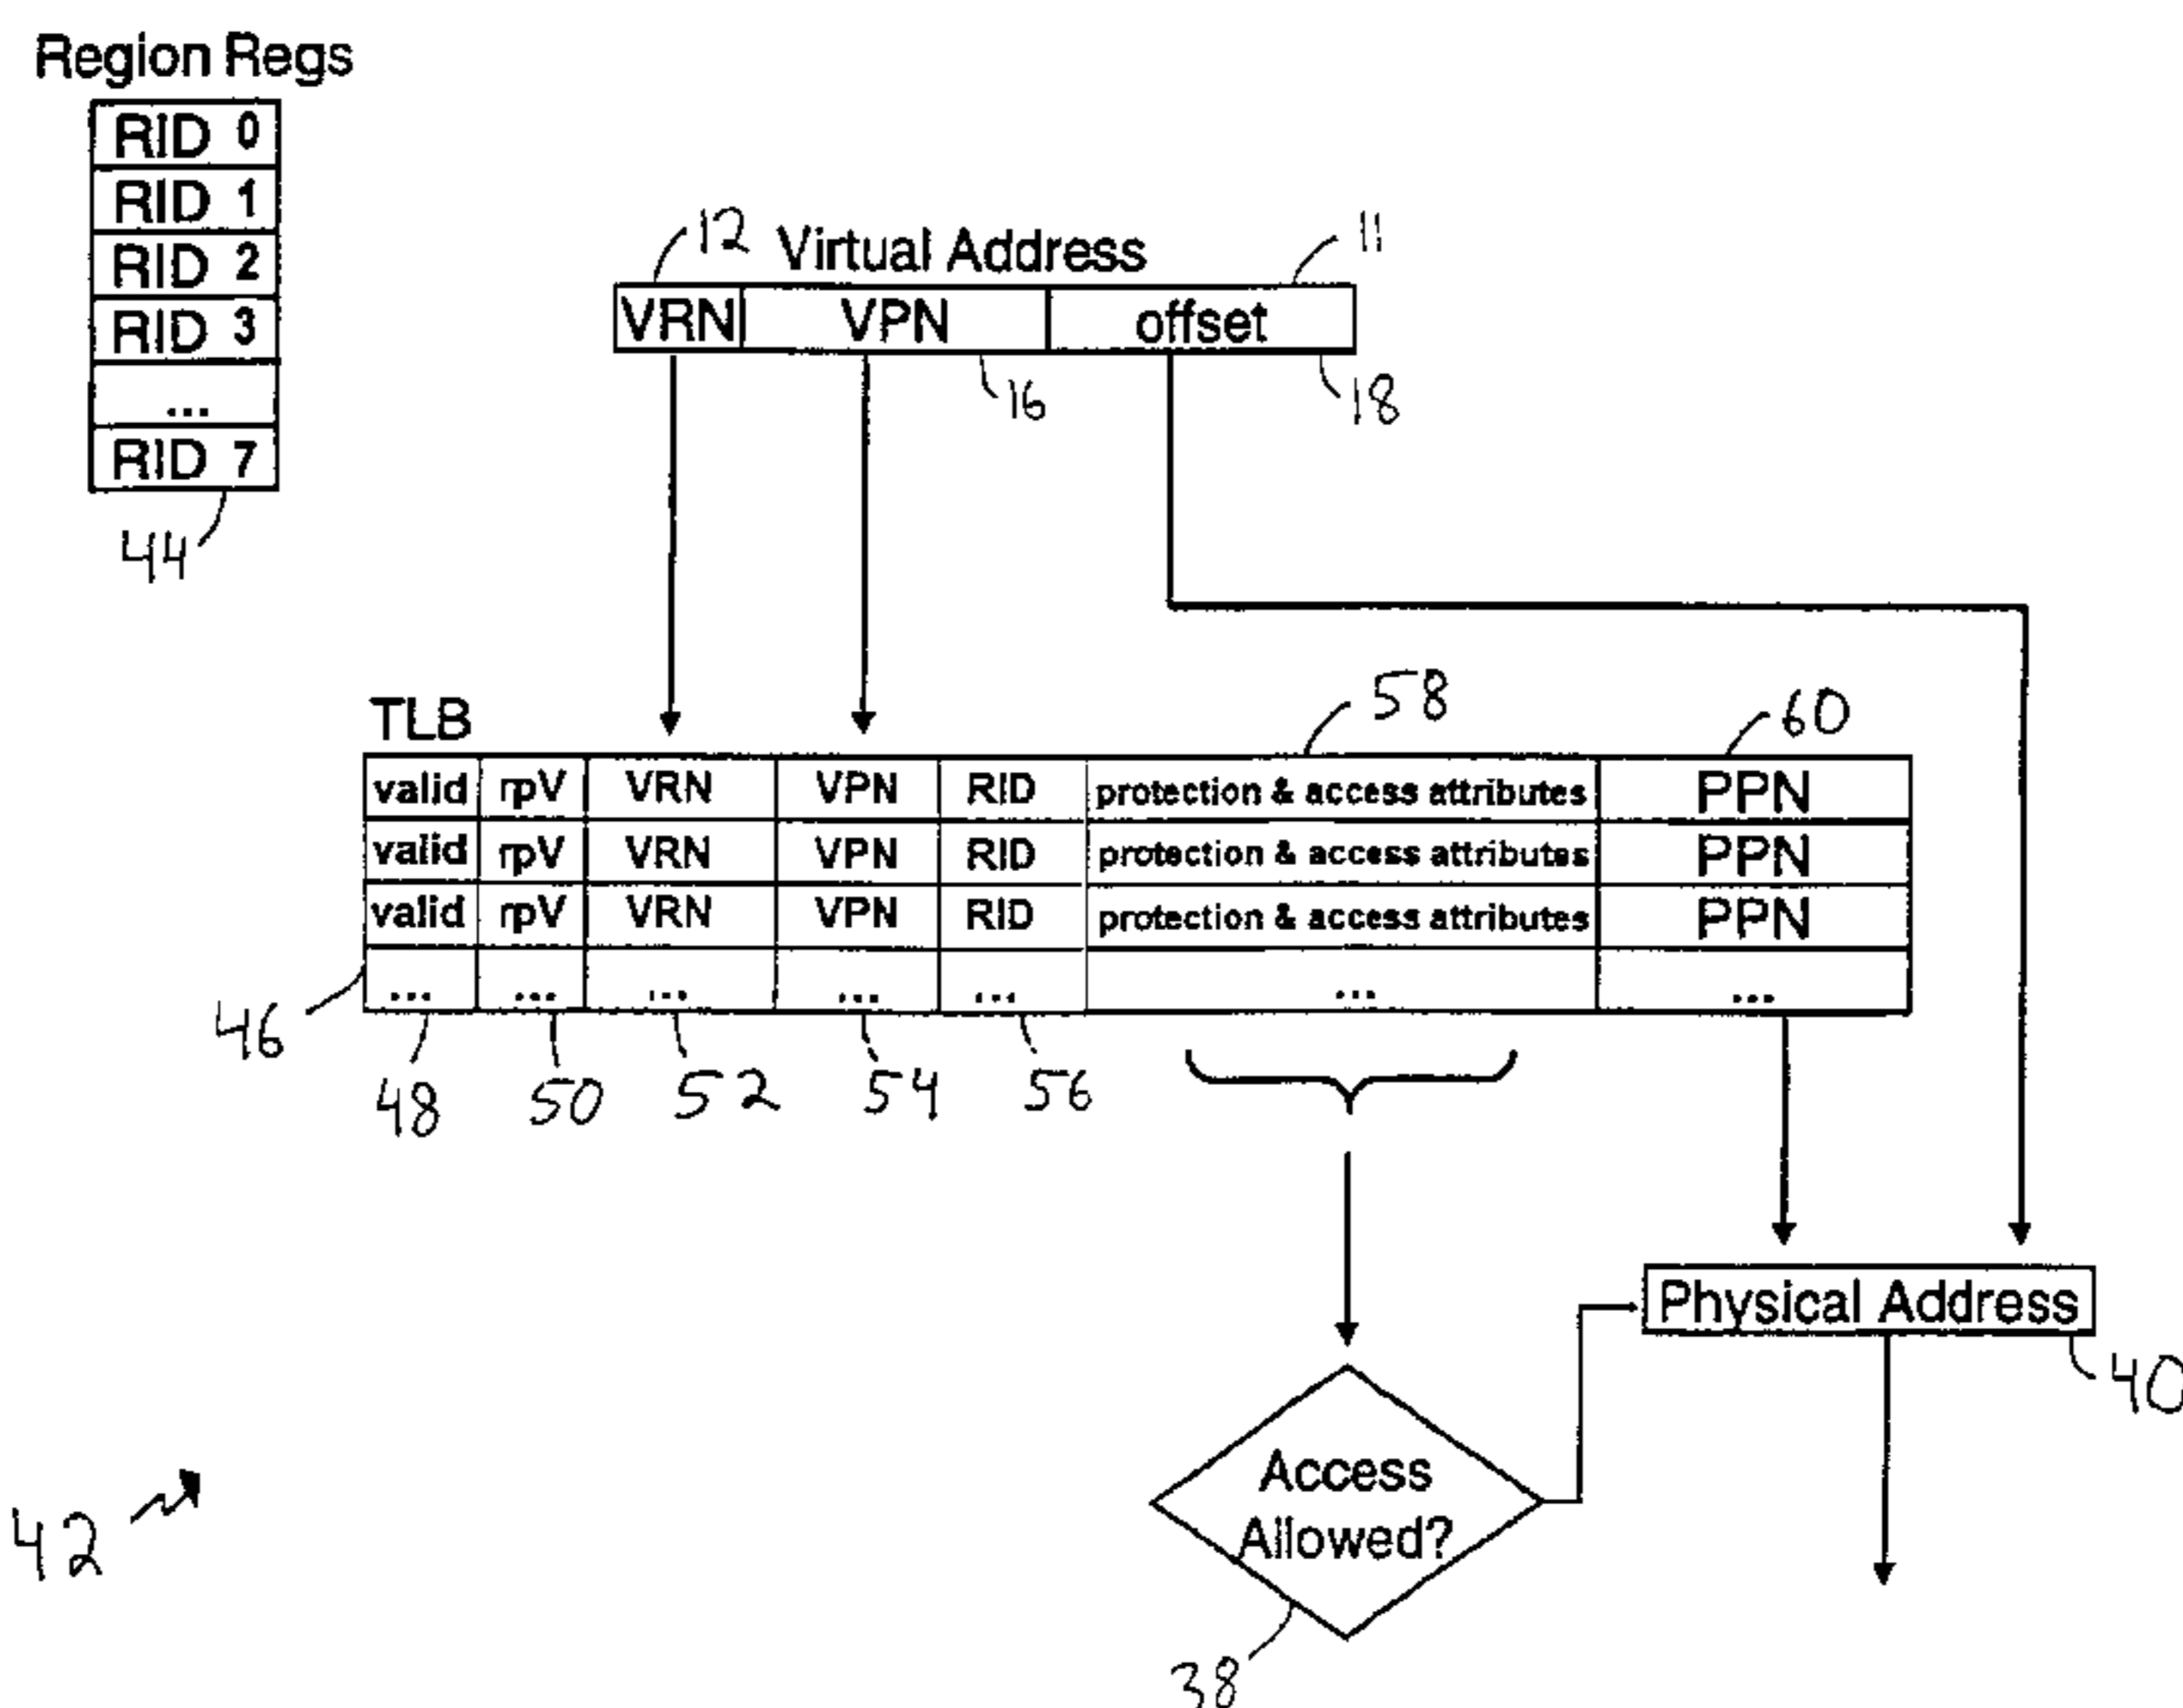 Region Regs
RID 0
RID 1
RID 2
RID 3
...
RID 7
44
12 Virtual Address 11
VRN VPN offset
16 18
58 60
TLB
valid rpV VRN VPN RID protection & access attributes PPN
valid rpV VRN VPN RID protection & access attributes PPN
valid rpV VRN VPN RID protection & access attributes PPN
... ... ... ... ... ... ...
46
48 50 52 54 56
Physical Address
40
Access
Allowed?
42
38